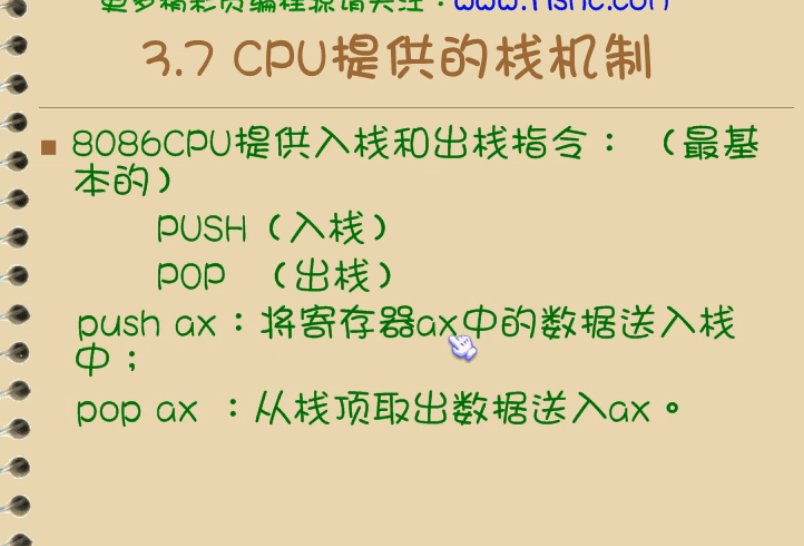 3.7 CPU提供的栈机制
8086CPU提供入栈和出栈指令： （最基
本的）
PUSH（入栈）
POP （出栈）
push ax：将寄存器ax中的数据送入栈
中；
pop ax ：从栈顶取出数据送入ax。